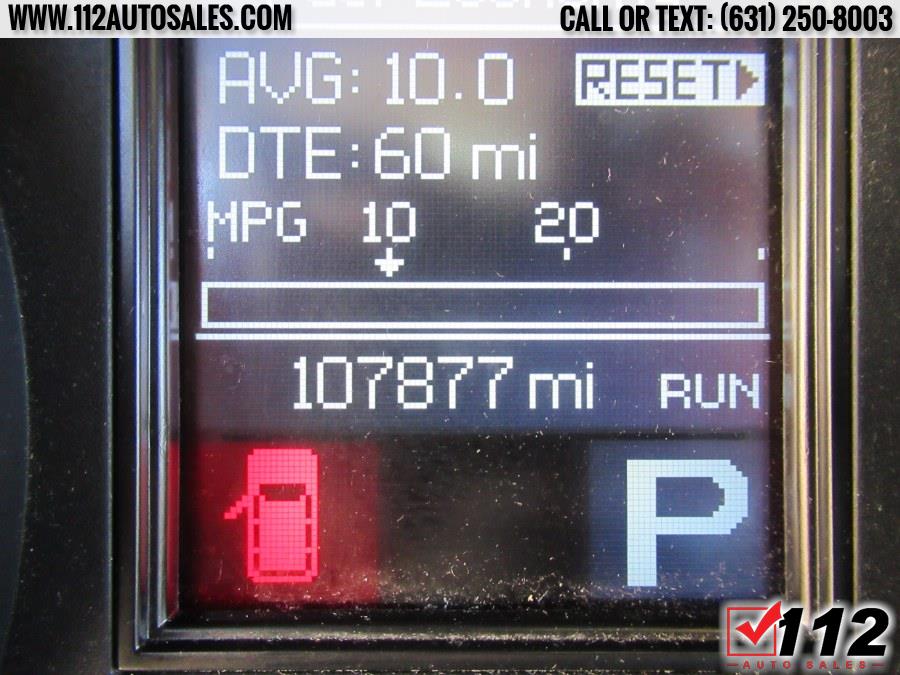 WWW.112AUTOSALES.COM
CALL OR TEXT: (631) 250-8003
AVG: 10.0 RESET
DTE: 60 mi
MPG 10 20
107877 mi RUN
P
112
AUTO SALES